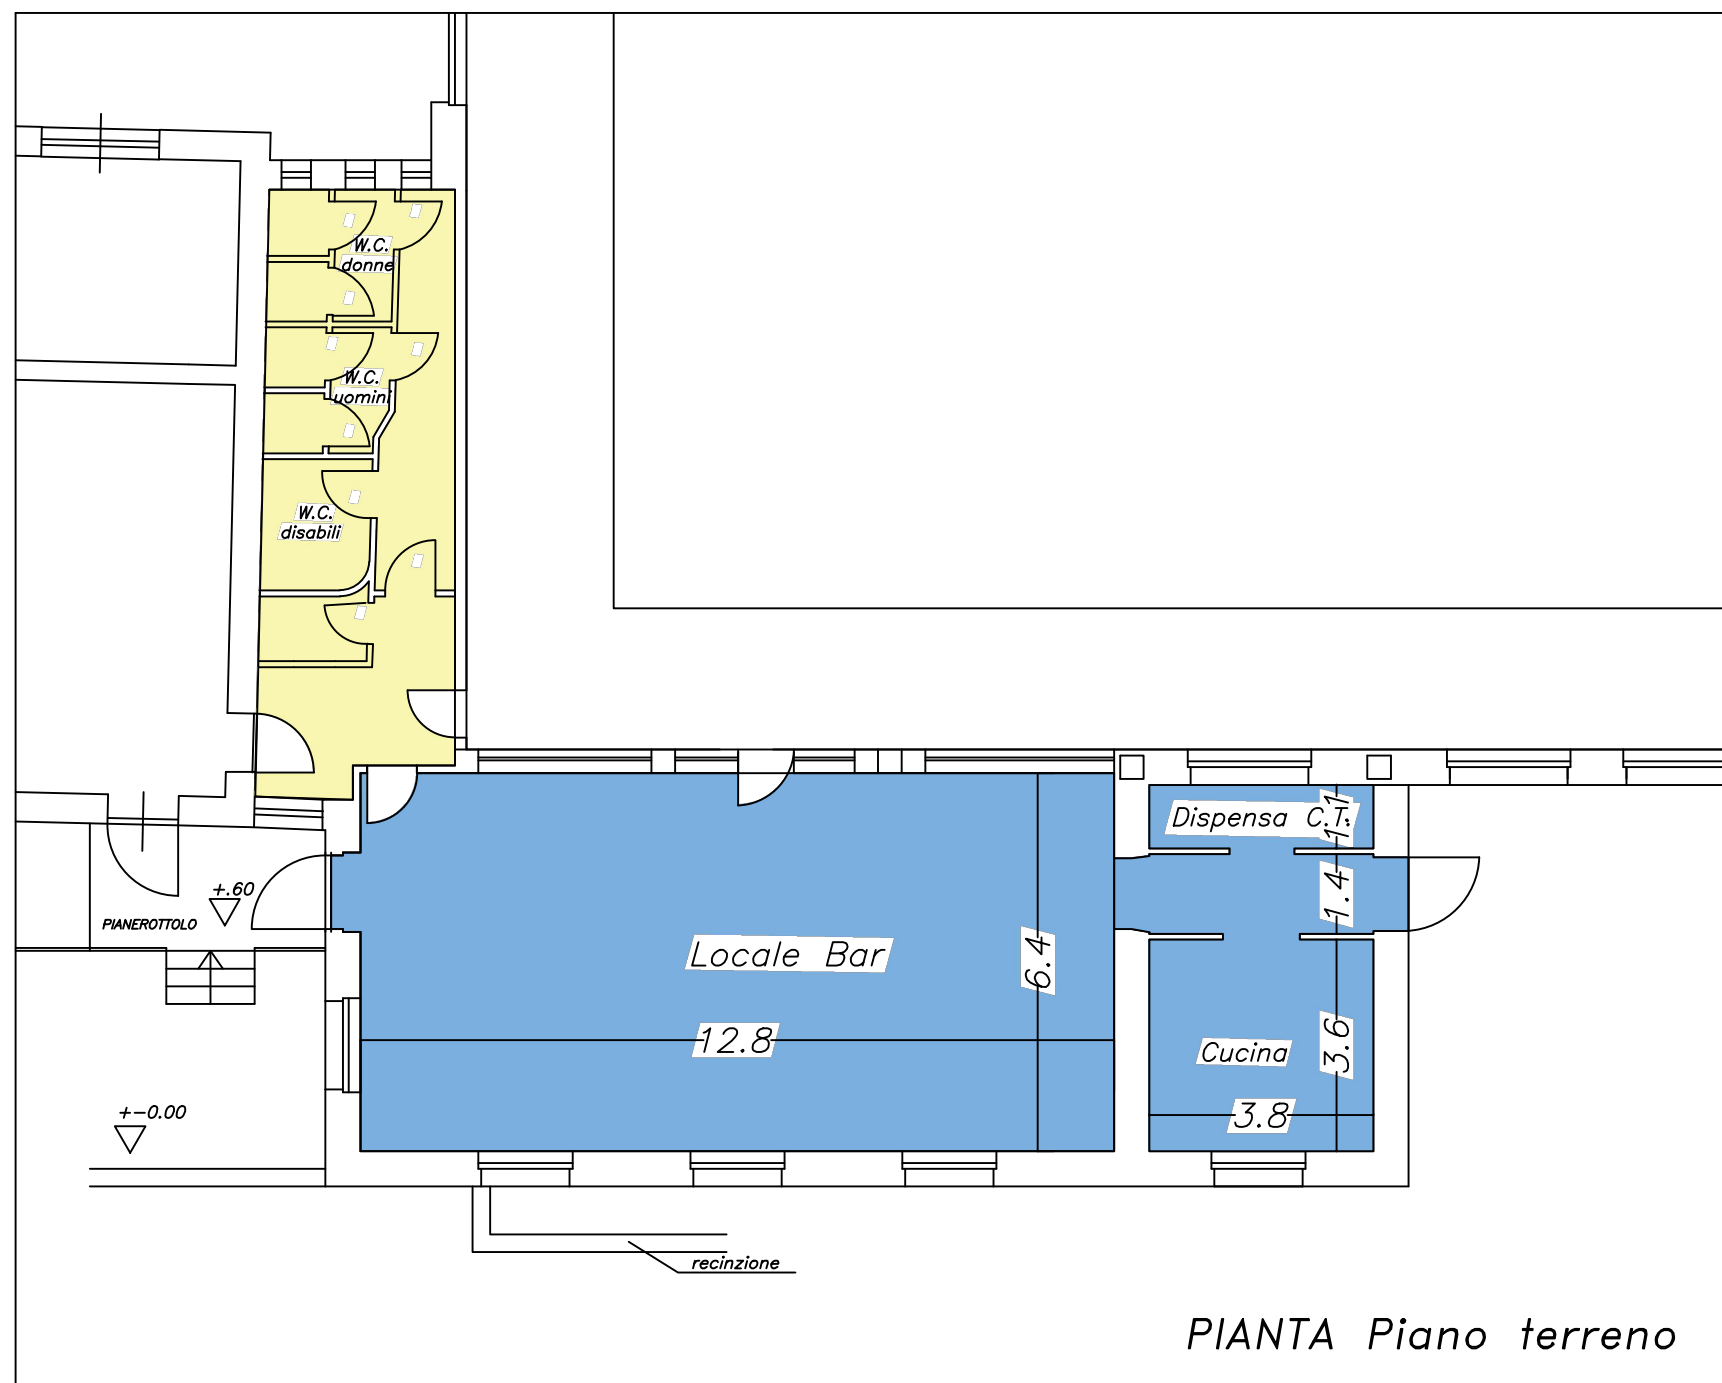 W.C.
donne
W.C.
uomini
W.C.
disabili
Dispensa C.T.
1.1
+.60
PIANEROTTOLO
1.4
Locale Bar
6.4
12.8
Cucina
3.6
+-0.00
3.8
recinzione
PIANTA Piano terreno